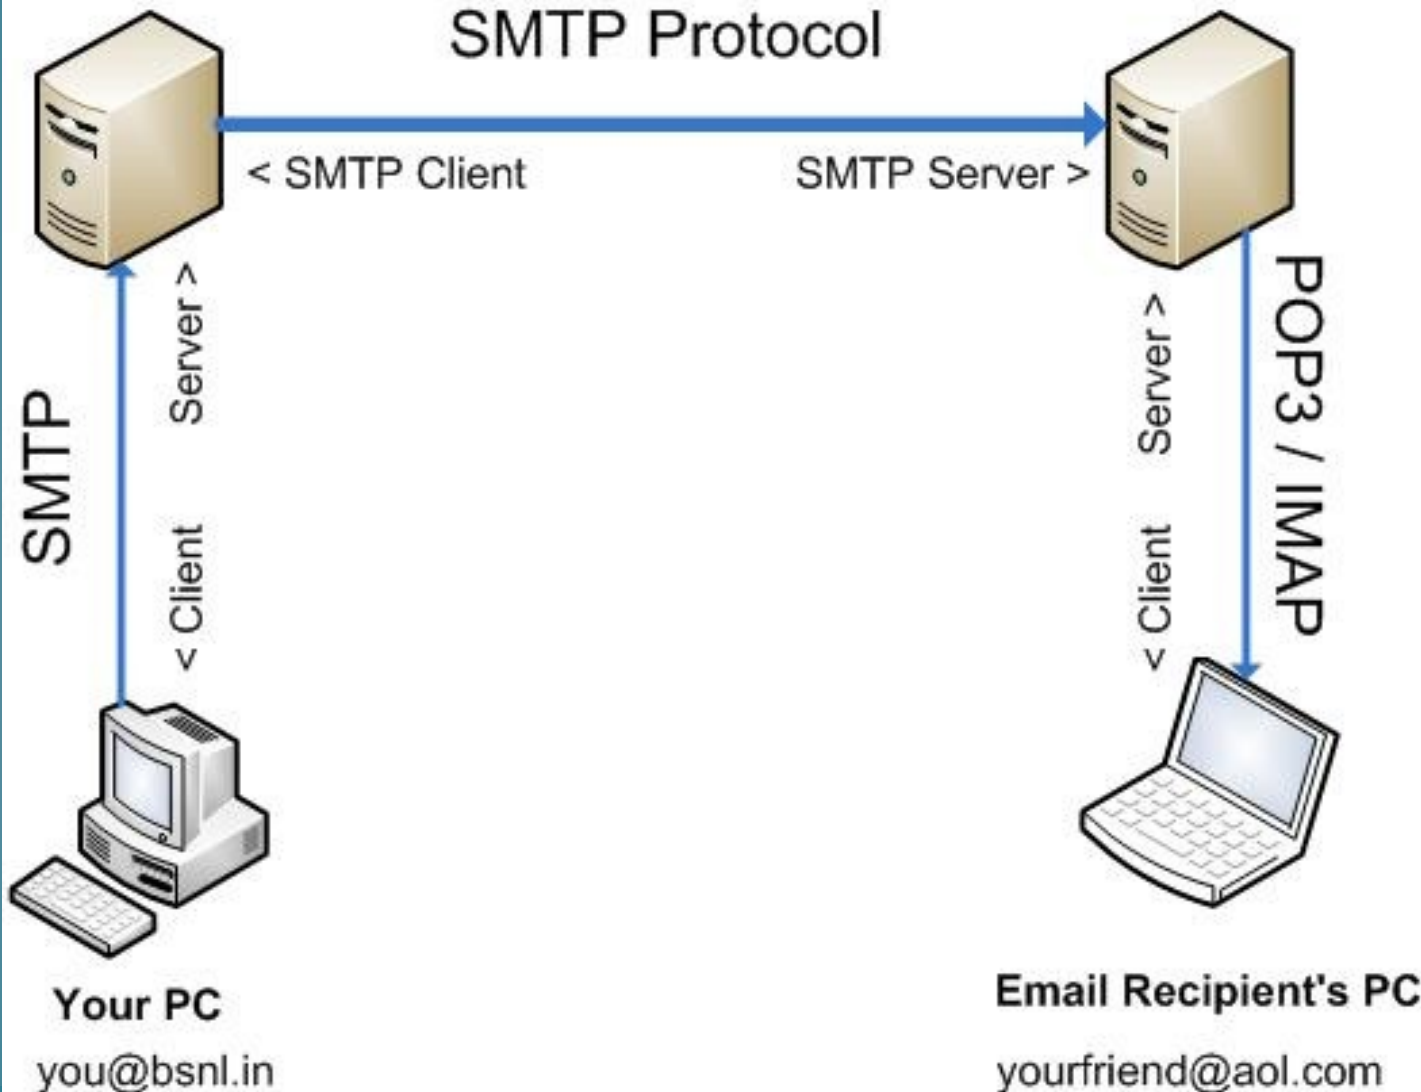 SMTP Protocol
< SMTP Client
SMTP Server >
SMTP
Server >
< Client
Server >
< Client
POP3 / IMAP
Your PC
you@bsnl.in
Email Recipient's PC
yourfriend@aol.com